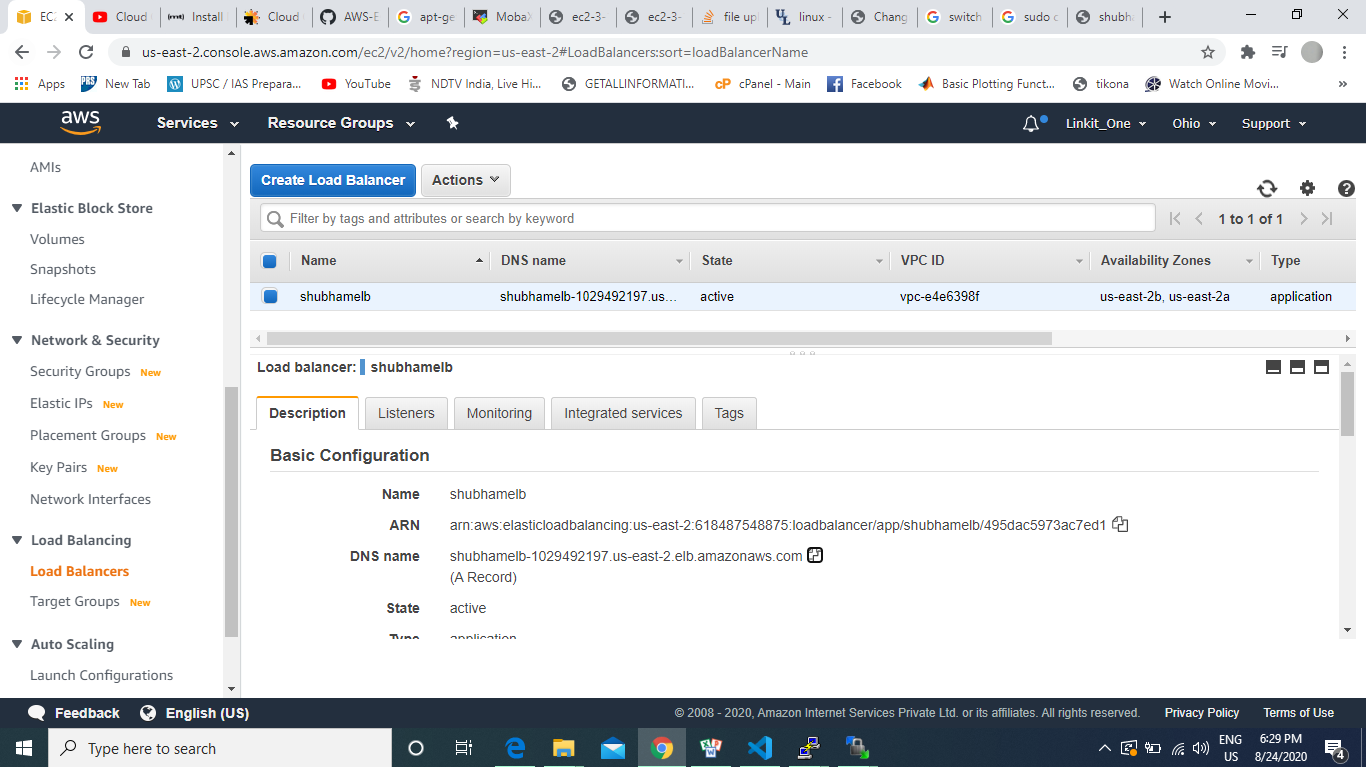 EC2
Cloud
Install
Cloud
AWS-E
apt-ge
MobaX
ec2-3-
ec2-3-
file upl
linux -
Chang
switch
sudo c
shubha
us-east-2.console.aws.amazon.com/ec2/v2/home?region=us-east-2#LoadBalancers:sort=loadBalancerName
Apps
New Tab
UPSC / IAS Prepara...
YouTube
NDTV India, Live Hi...
GETALLINFORMATI...
cPanel - Main
Facebook
Basic Plotting Funct...
tikona
Watch Online Movi...
»
aws
Services
Resource Groups
Linkit_One
Ohio
Support
AMIs
Elastic Block Store
Volumes
Snapshots
Lifecycle Manager
Network & Security
Security Groups New
Elastic IPs New
Placement Groups New
Key Pairs New
Network Interfaces
Load Balancing
Load Balancers
Target Groups New
Auto Scaling
Launch Configurations
Create Load Balancer
Actions
Filter by tags and attributes or search by keyword
1 to 1 of 1
Name DNS name State VPC ID Availability Zones Type
shubhamelb shubhamelb-1029492197.us... active vpc-e4e6398f us-east-2b, us-east-2a application
Load balancer: shubhamelb
Description Listeners Monitoring Integrated services Tags
Basic Configuration
Name shubhamelb
ARN arn:aws:elasticloadbalancing:us-east-2:618487548875:loadbalancer/app/shubhamelb/495dac5973ac7ed1
DNS name shubhamelb-1029492197.us-east-2.elb.amazonaws.com
(A Record)
State active
Type application
Feedback
English (US)
© 2008 - 2020, Amazon Internet Services Private Ltd. or its affiliates. All rights reserved.
Privacy Policy
Terms of Use
Type here to search
ENG
US
6:29 PM
8/24/2020
4